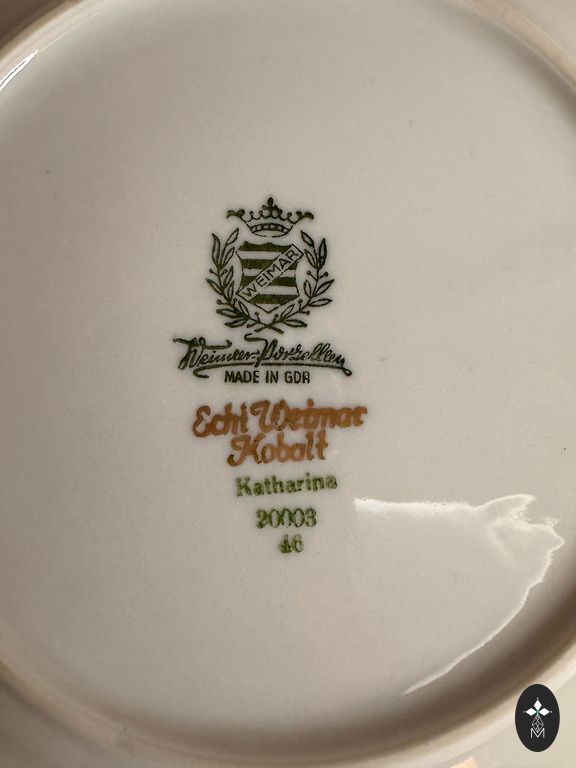 WEIMAR
Weimar-Porzellan
MADE IN GDR
Echt Weimar
Kobalt
Katharina
20003
46
M